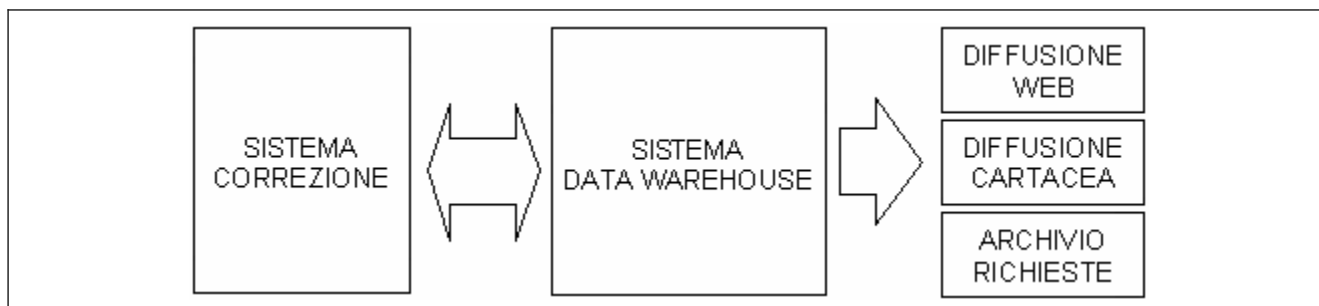 SISTEMA
CORREZIONE
SISTEMA
DATA WAREHOUSE
DIFFUSIONE
WEB
DIFFUSIONE
CARTACEA
ARCHIVIO
RICHIESTE